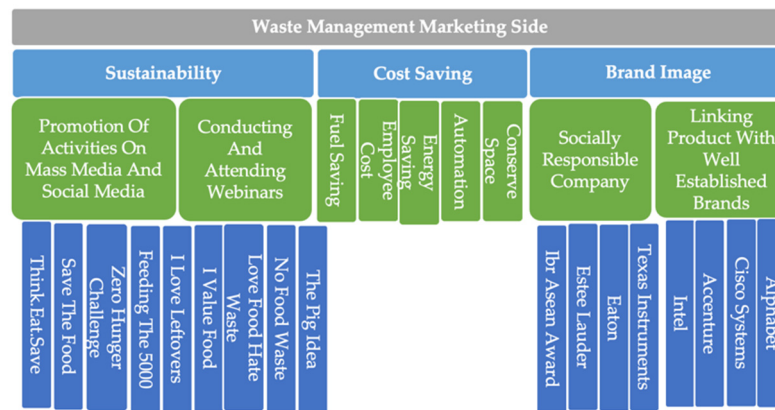 Waste Management Marketing Side
Sustainability
Cost Saving
Brand Image
Promotion Of
Activities On
Mass Media And
Social Media
Conducting
And
Attending
Webinars
Fuel Saving
Employee
Cost
Energy
Saving
Automation
Conserve
Space
Socially
Responsible
Company
Linking
Product With
Well
Established
Brands
Think.Eat.Save
Save The Food
Zero Hunger
Challenge
Feeding The 5000
I Love Leftovers
I Value Food
Love Food Hate
Waste
No Food Waste
The Pig Idea
Ibr Asean Award
Estee Lauder
Eaton
Texas Instruments
Intel
Accenture
Cisco Systems
Alphabet